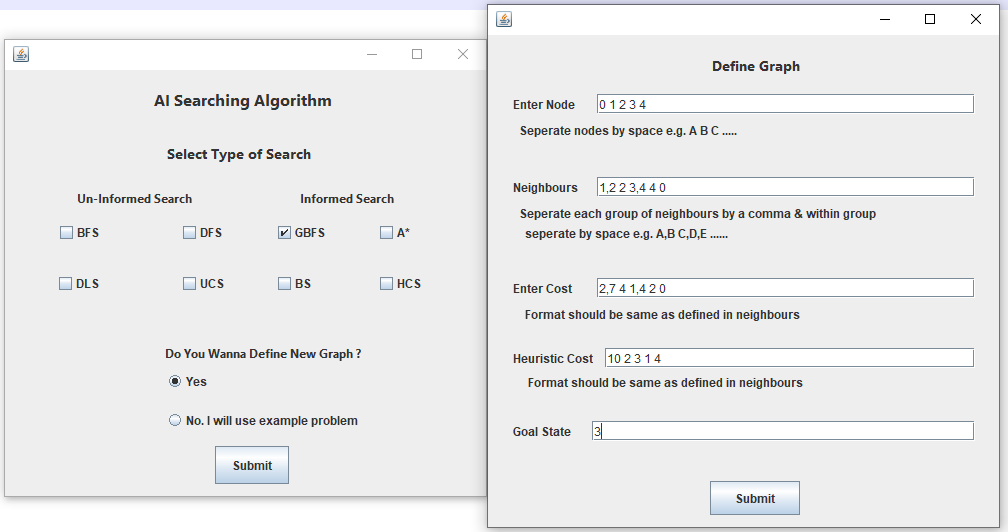 AI Searching Algorithm
Select Type of Search
Un-Informed Search Informed Search
BFS DFS GBFS A*
DLS UCS BS HCS
Do You Wanna Define New Graph ?
Yes
No. I will use example problem
Submit
Define Graph
Enter Node 0 1 2 3 4
Seperate nodes by space e.g. A B C .....
Neighbours 1,2 2 3,4 4 0
Seperate each group of neighbours by a comma & within group
seperate by space e.g. A,B C,D,E ......
Enter Cost 2,7 4 1,4 2 0
Format should be same as defined in neighbours
Heuristic Cost 10 2 3 1 4
Format should be same as defined in neighbours
Goal State 3
Submit